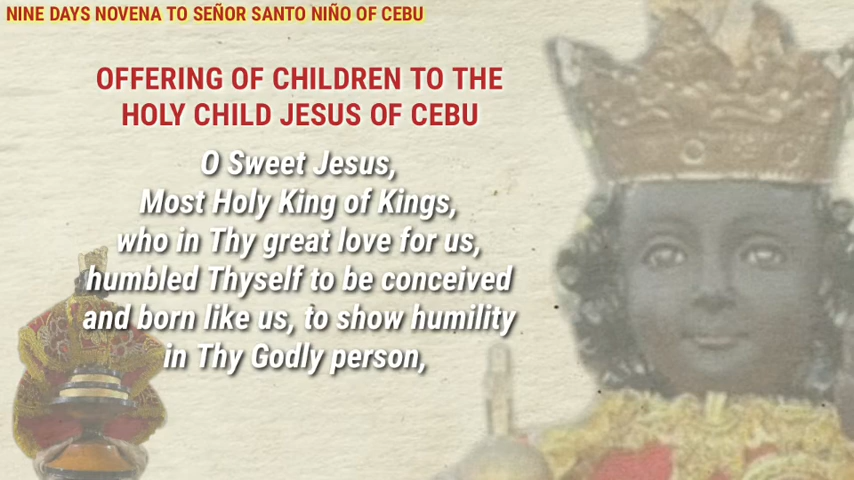 NINE DAYS NOVENA TO SEÑOR SANTO NIÑO OF CEBU
OFFERING OF CHILDREN TO THE
HOLY CHILD JESUS OF CEBU
O Sweet Jesus,
Most Holy King of Kings,
who in Thy great love for us,
humbled Thyself to be conceived
and born like us, to show humility
in Thy Godly person,